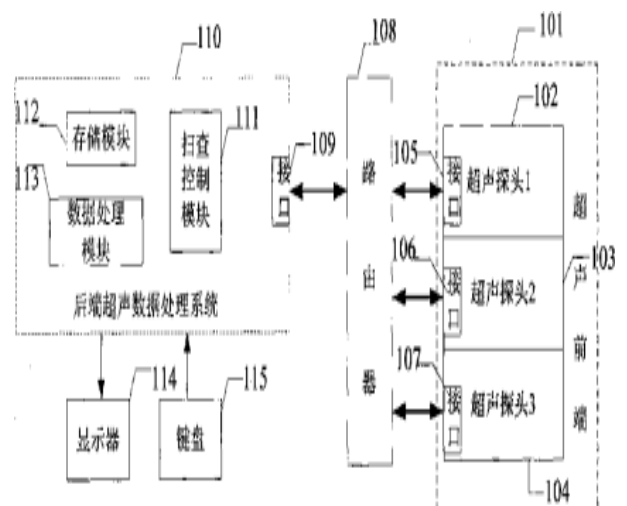 110
108
101
102
112
存储模块
111
扫查
控制
模块
109
接口
105
接口
超声探头1
113
数据处理
模块
路由器
106
接口
超声探头2
103
超声前端
后端超声数据处理系统
107
接口
超声探头3
114
显示器
115
键盘
104